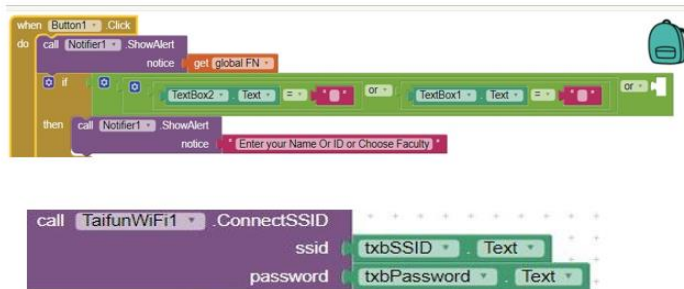 when Button1 .Click
do call Notifier1 .ShowAlert
notice get global FN
if TextBox2 . Text = " " or TextBox1 . Text = " " or
then call Notifier1 .ShowAlert
notice " Enter your Name Or ID or Choose Faculty "
call TaifunWiFi1 .ConnectSSID
ssid txbSSID . Text
password txbPassword . Text